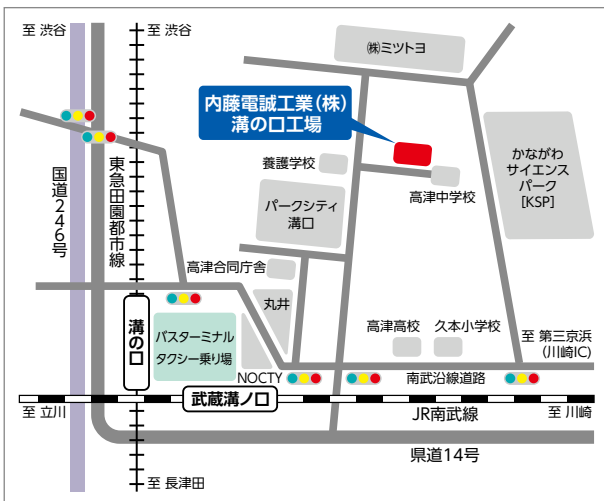 至 渋谷
至 渋谷
㈱ミツトヨ
内藤電誠工業(株)
溝の口工場
養護学校
高津中学校
かながわ
サイエンス
パーク
[KSP]
国道246号
東急田園都市線
パークシティ
溝口
高津合同庁舎
丸井
溝の口
バスターミナル
タクシー乗り場
高津高校
久本小学校
至 第三京浜
(川崎IC)
NOCTY
南武沿線道路
至 立川
武蔵溝ノ口
JR南武線
至 川崎
県道14号
至 長津田